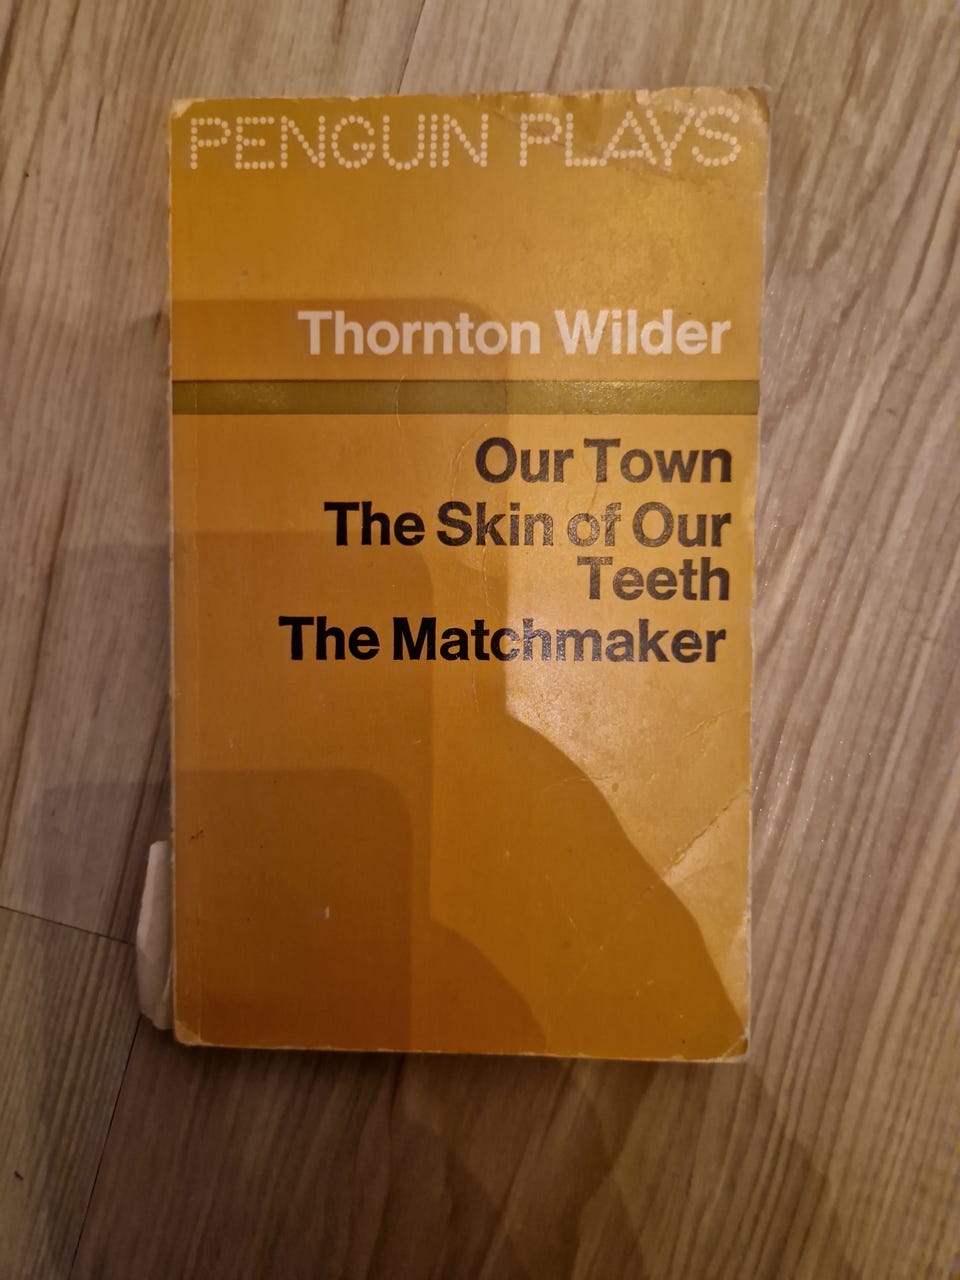 PENGUIN PLAYS
Thornton Wilder
Our Town
The Skin of Our
Teeth
The Matchmaker